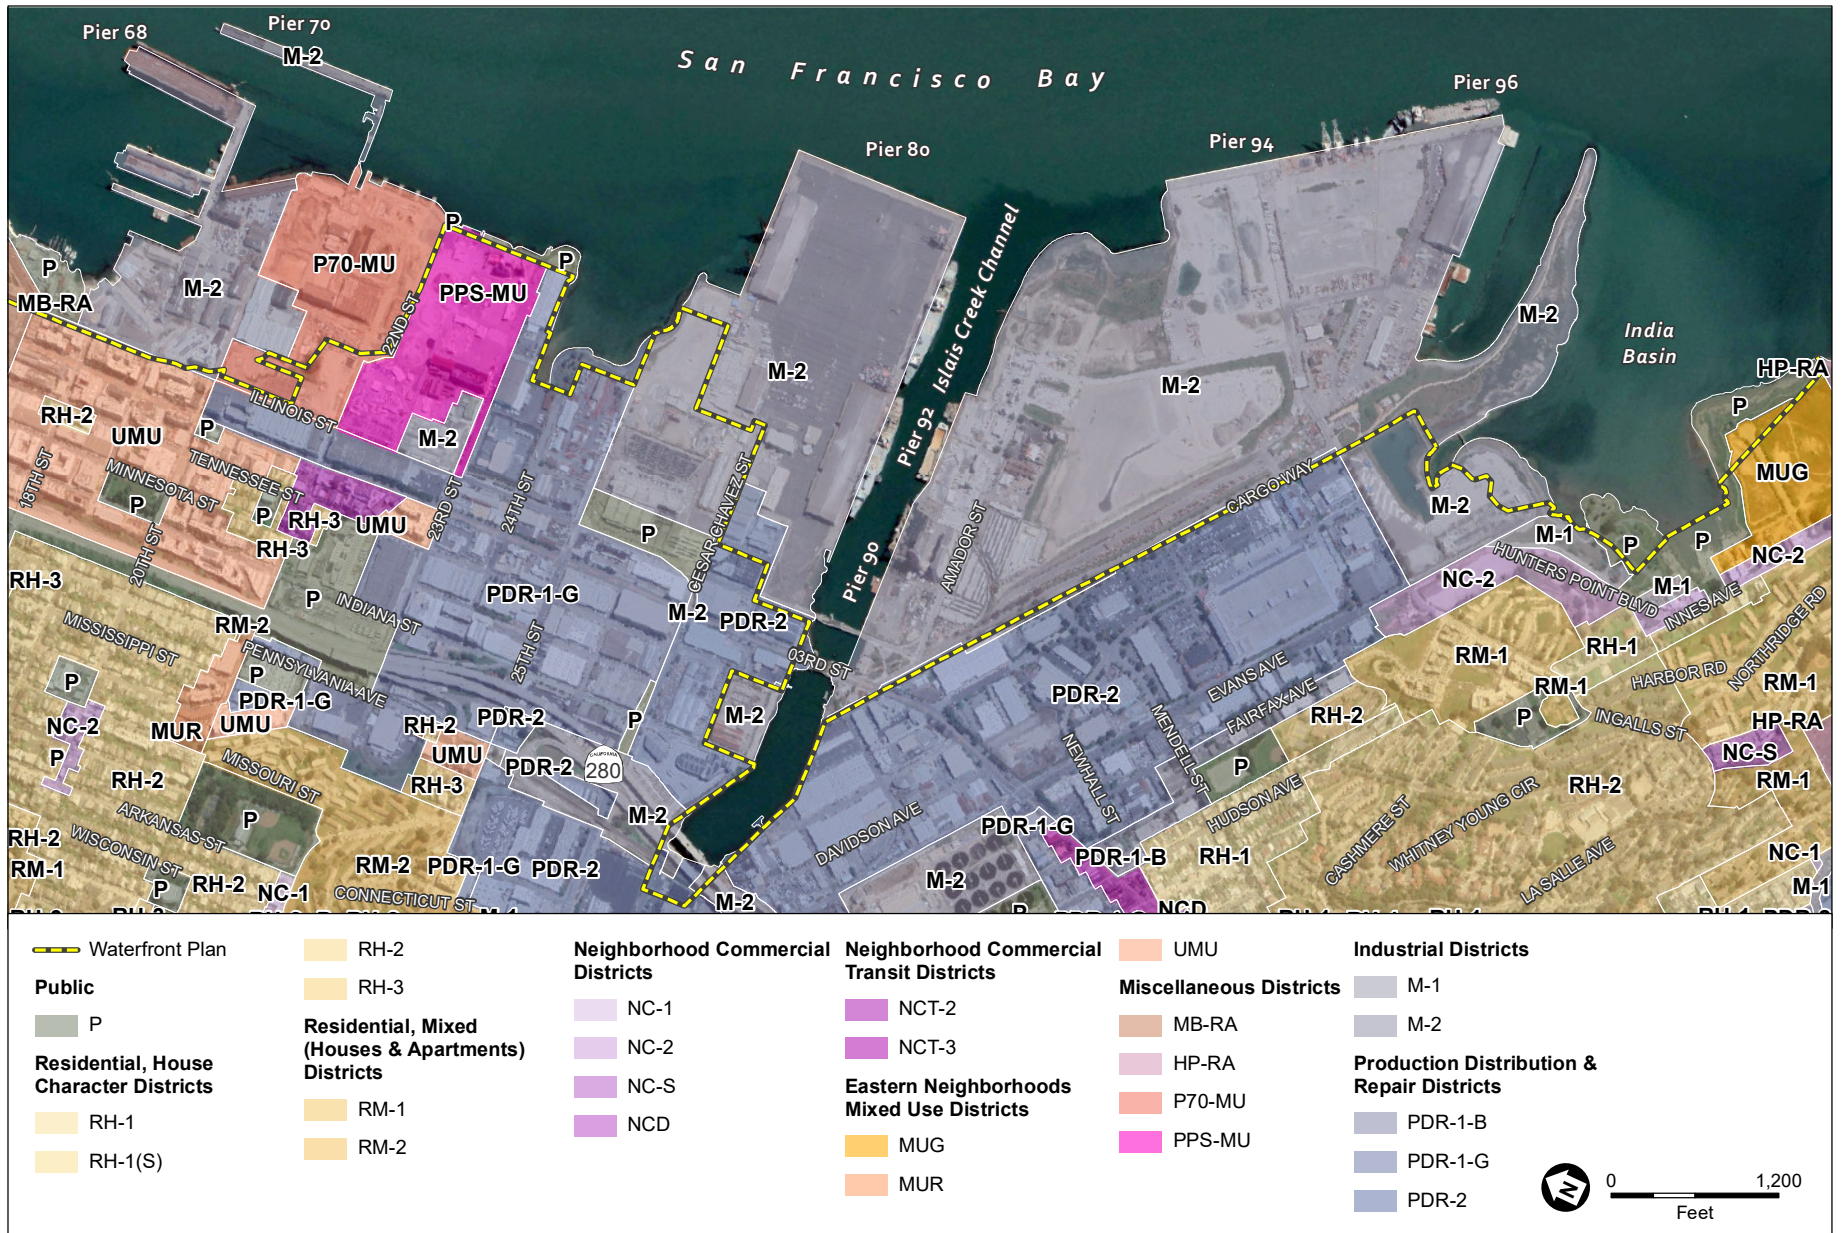 Pier 68
Pier 70
M-2
San Francisco Bay
Pier 96
Pier 94
Pier 80
P
P
P70-MU
P
M-2
MB-RA
PPS-MU
22ND ST
Islais Creek Channel
M-2
India
Basin
M-2
M-2
HP-RA
P
RH-2
UMU
P
ILLINOIS ST
M-2
Pier 92
MUG
18TH ST
MINNESOTA ST
TENNESSEE ST
P
P
RH-3
UMU
23RD ST
24TH ST
P
CESAR CHAVEZ ST
AMADOR ST
CARGO WAY
M-2
M-1
P
P
NC-2
20TH ST
RH-3
RH-3
Pier 90
HUNTERS POINT BLVD
NC-2
M-1
INNES AVE
P
INDIANA ST
PDR-1-G
M-2
PDR-2
RM-2
MISSISSIPPI ST
PENNSYLVANIA AVE
25TH ST
03RD ST
RH-1
NORTHRIDGE RD
RM-1
HARBOR RD
RM-1
RM-1
P
P
PDR-1-G
NC-2
P
MUR
UMU
RH-2
PDR-2
P
M-2
PDR-2
EVANS AVE
FAIRFAX AVE
RH-2
P
INGALLS ST
HP-RA
NC-S
MENDELL ST
NEWHALL ST
UMU
PDR-2
CALIFORNIA
280
RH-2
MISSOURI ST
RH-3
P
RH-2
RM-1
HUDSON AVE
ARKANSAS ST
P
M-2
DAVIDSON AVE
PDR-1-G
CASHMERE ST
WHITNEY YOUNG CIR
RH-2
WISCONSIN ST
RM-1
P
RH-2
NC-1
RM-2
PDR-1-G
PDR-2
M-2
PDR-1-B
RH-1
LA SALLE AVE
NC-1
M-1
CONNECTICUT ST
M-2
NCD
Waterfront Plan
Public
P
Residential, House
Character Districts
RH-1
RH-1(S)
RH-2
RH-3
Residential, Mixed
(Houses & Apartments)
Districts
RM-1
RM-2
Neighborhood Commercial
Districts
NC-1
NC-2
NC-S
NCD
Neighborhood Commercial
Transit Districts
NCT-2
NCT-3
Eastern Neighborhoods
Mixed Use Districts
MUG
MUR
UMU
Miscellaneous Districts
MB-RA
HP-RA
P70-MU
PPS-MU
Industrial Districts
M-1
M-2
Production Distribution &
Repair Districts
PDR-1-B
PDR-1-G
PDR-2
N
0 1,200
Feet